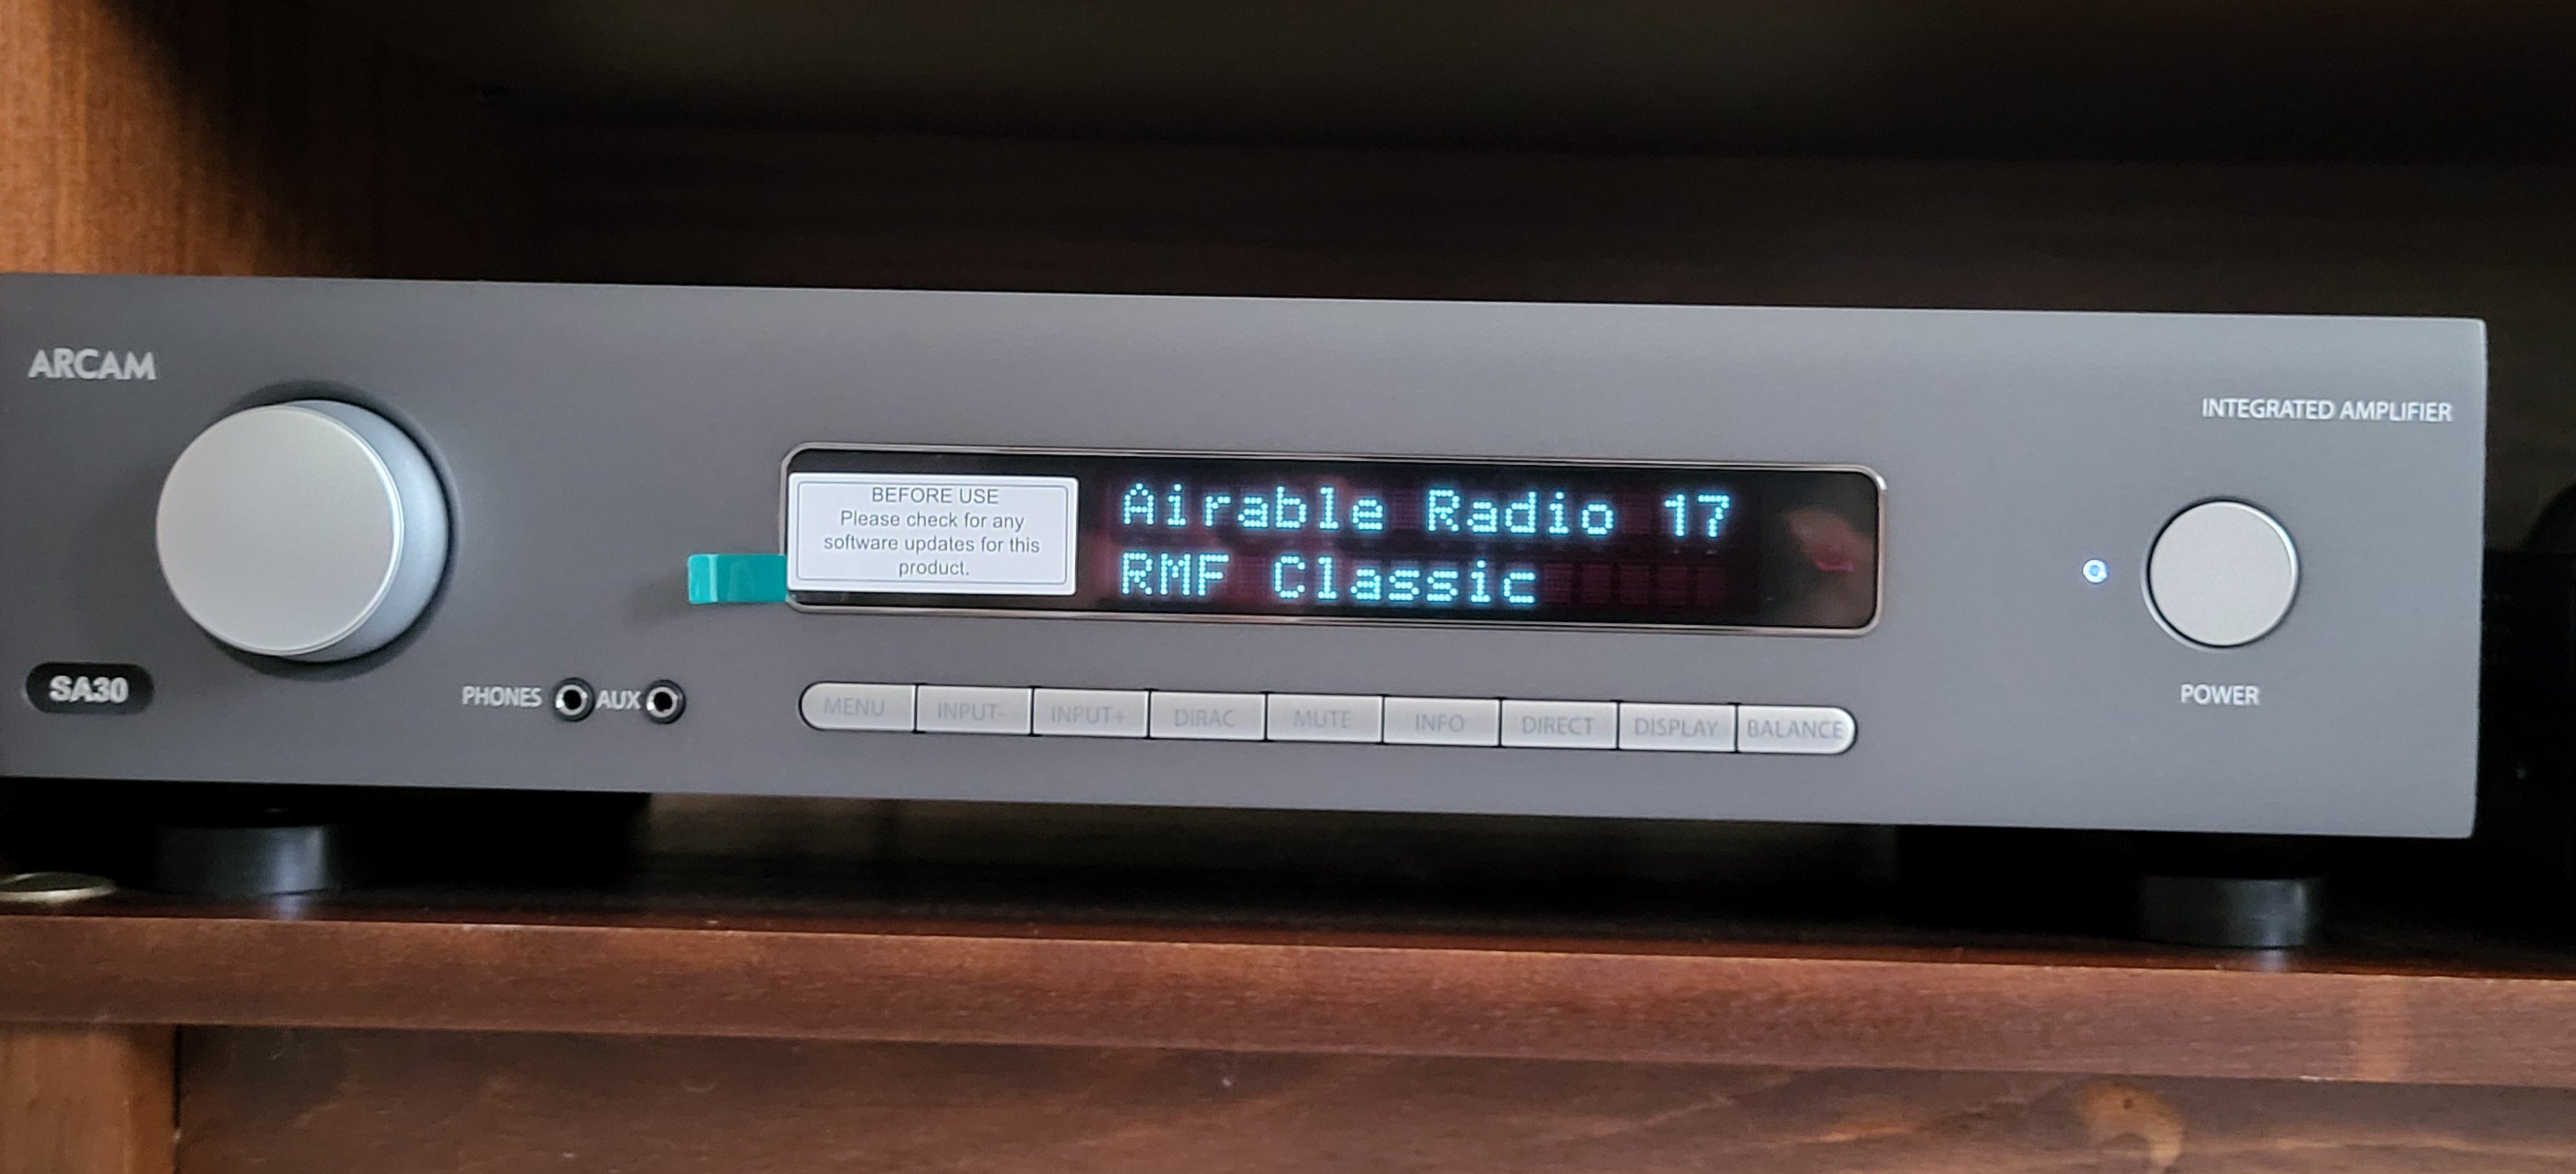 ARCAM
INTEGRATED AMPLIFIER
BEFORE USE
Please check for any
software updates for this
product.
Airable Radio 17
RMF Classic
SA30
PHONES
AUX
MENU
INPUT-
INPUT+
DIRAC
MUTE
INFO
DIRECT
DISPLAY
BALANCE
POWER